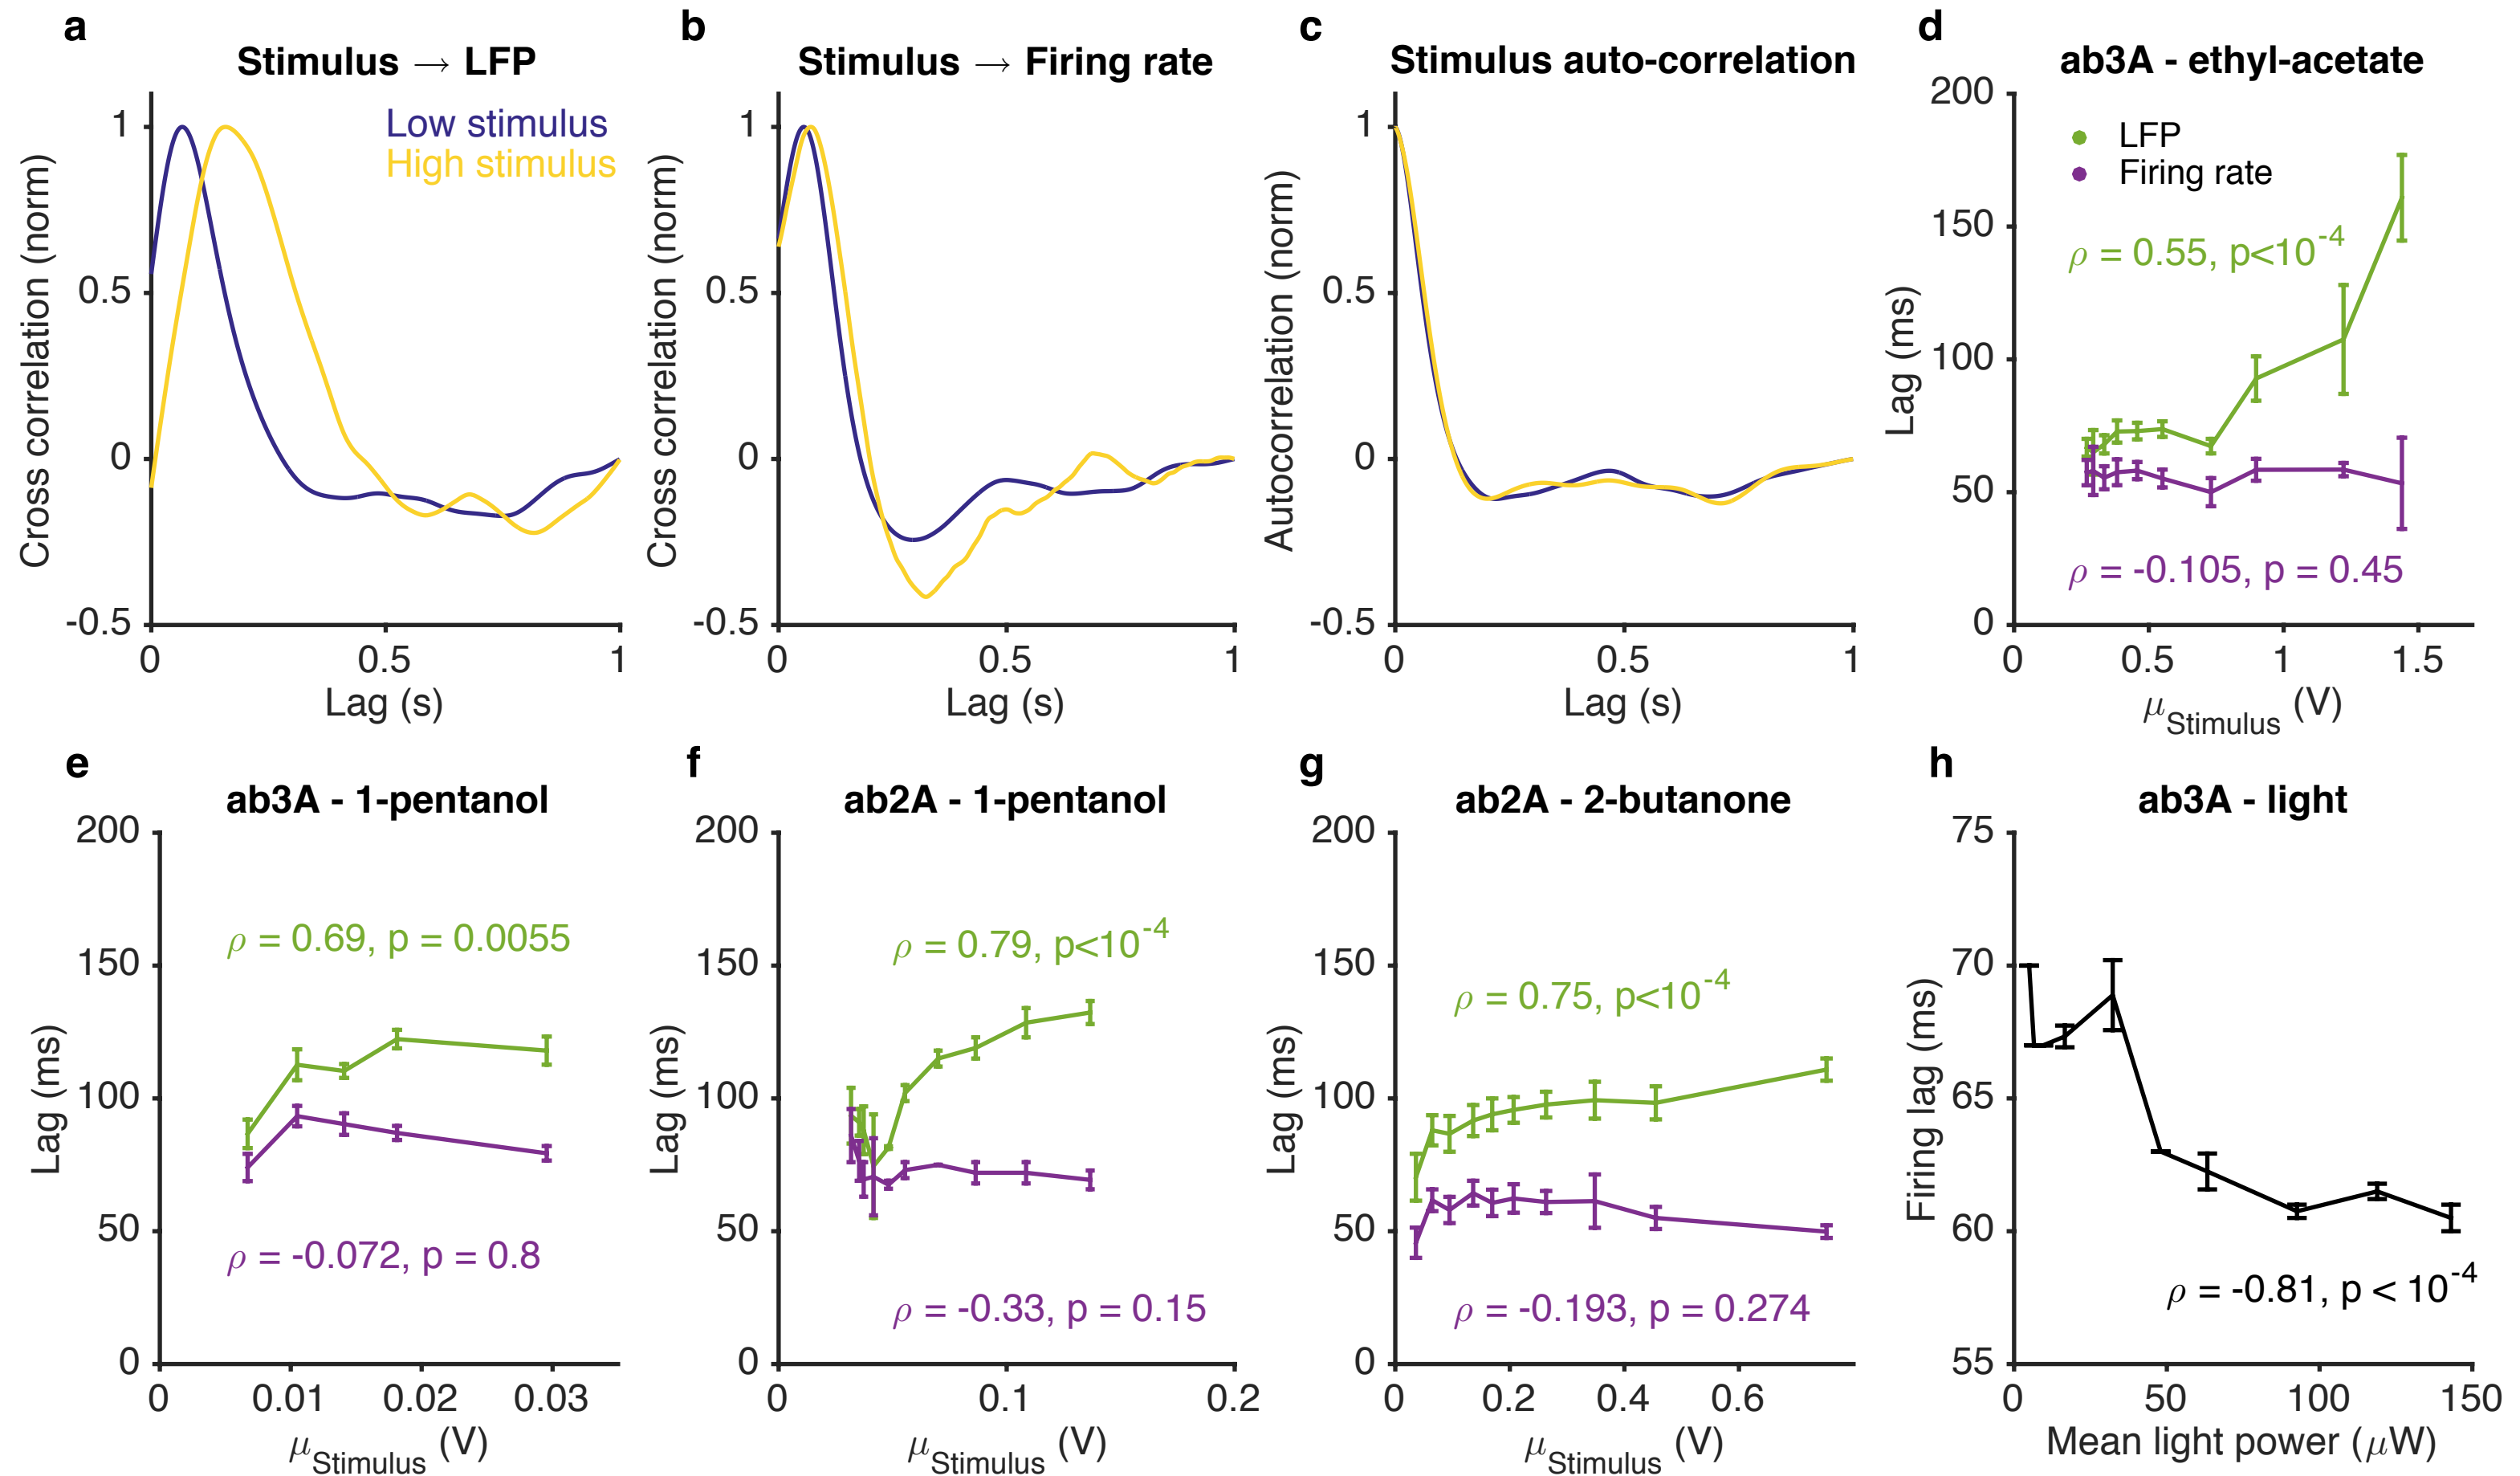 a
Stimulus → LFP
Low stimulus
High stimulus
Cross correlation (norm)
1
0.5
0
-0.5
0 0.5 1
Lag (s)
b
Stimulus → Firing rate
Cross correlation (norm)
1
0.5
0
-0.5
0 0.5 1
Lag (s)
c
Stimulus auto-correlation
Autocorrelation (norm)
1
0.5
0
-0.5
0 0.5 1
Lag (s)
d
ab3A - ethyl-acetate
LFP
Firing rate
ρ = 0.55, p<10^-4
ρ = -0.105, p = 0.45
Lag (ms)
200
150
100
50
0
0 0.5 1 1.5
μ_Stimulus (V)
e
ab3A - 1-pentanol
ρ = 0.69, p = 0.0055
ρ = -0.072, p = 0.8
Lag (ms)
200
150
100
50
0
0 0.01 0.02 0.03
μ_Stimulus (V)
f
ab2A - 1-pentanol
ρ = 0.79, p<10^-4
ρ = -0.33, p = 0.15
Lag (ms)
200
150
100
50
0
0 0.1 0.2
μ_Stimulus (V)
g
ab2A - 2-butanone
ρ = 0.75, p<10^-4
ρ = -0.193, p = 0.274
Lag (ms)
200
150
100
50
0
0 0.2 0.4 0.6
μ_Stimulus (V)
h
ab3A - light
Firing lag (ms)
75
70
65
60
55
ρ = -0.81, p < 10^-4
0 50 100 150
Mean light power (μW)